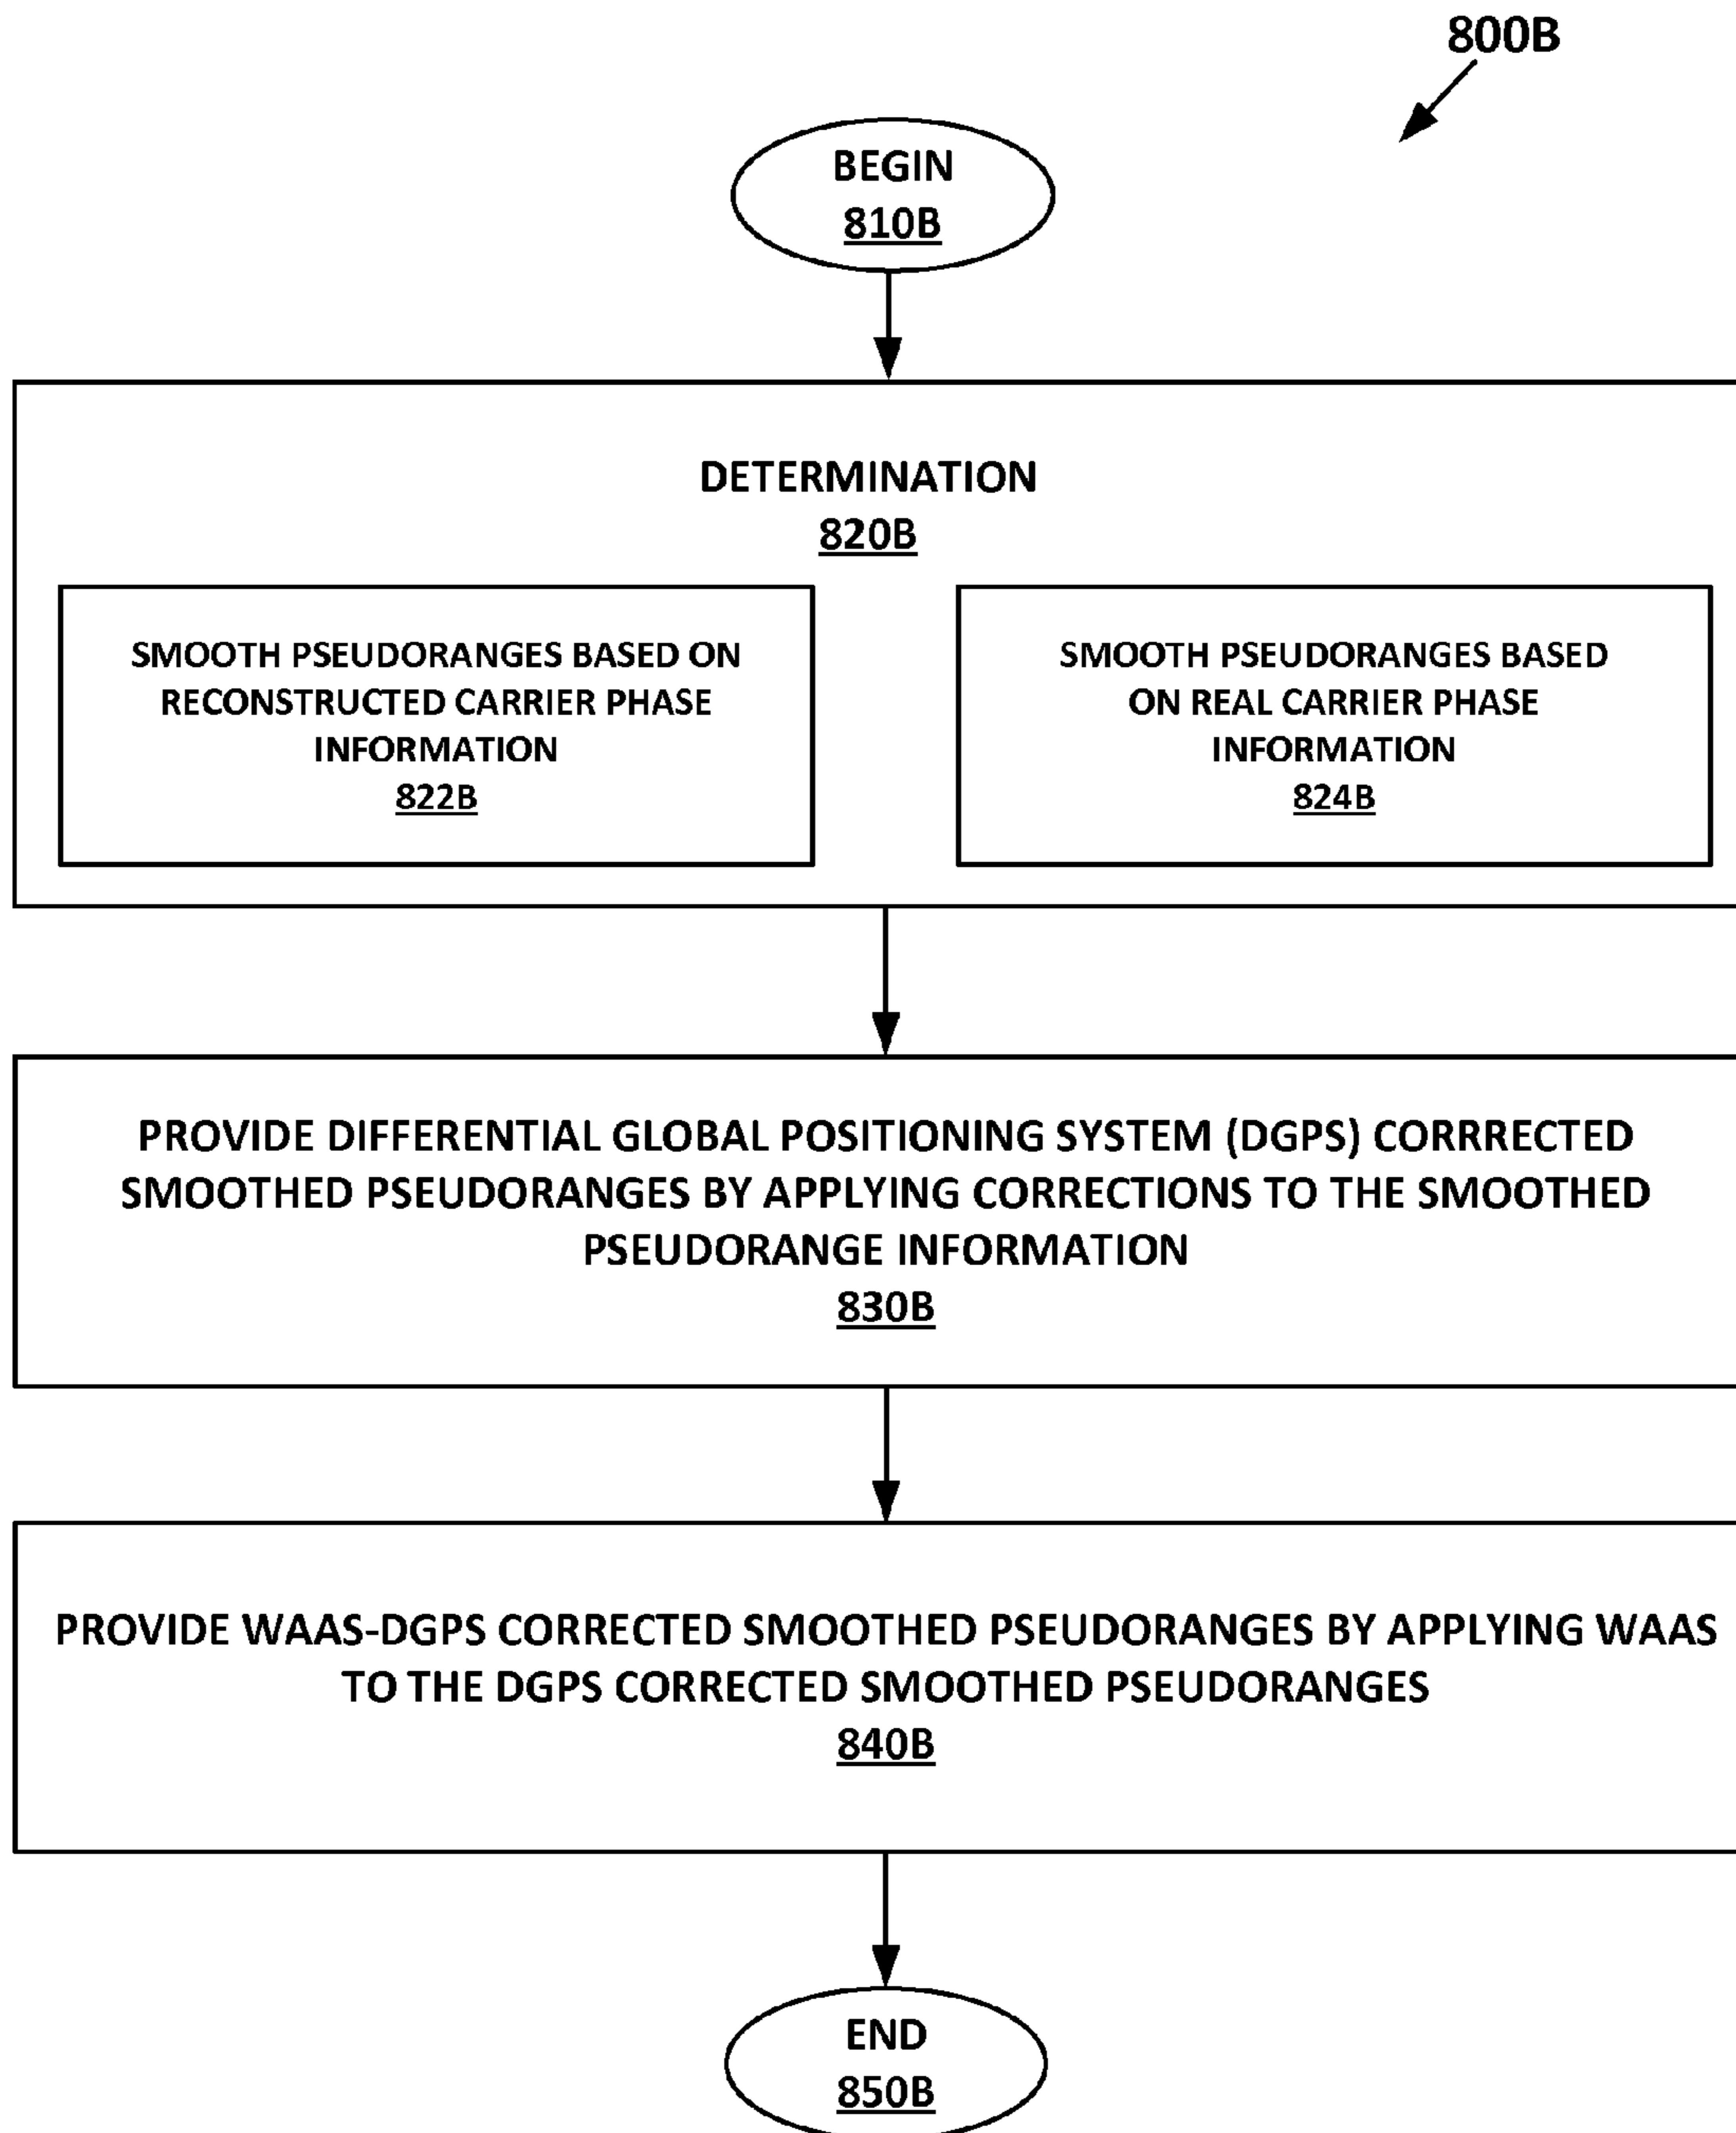 800B
BEGIN
810B
DETERMINATION
820B
SMOOTH PSEUDORANGES BASED ON
RECONSTRUCTED CARRIER PHASE
INFORMATION
822B
SMOOTH PSEUDORANGES BASED
ON REAL CARRIER PHASE
INFORMATION
824B
PROVIDE DIFFERENTIAL GLOBAL POSITIONING SYSTEM (DGPS) CORRRECTED
SMOOTHED PSEUDORANGES BY APPLYING CORRECTIONS TO THE SMOOTHED
PSEUDORANGE INFORMATION
830B
PROVIDE WAAS-DGPS CORRECTED SMOOTHED PSEUDORANGES BY APPLYING WAAS
TO THE DGPS CORRECTED SMOOTHED PSEUDORANGES
840B
END
850B